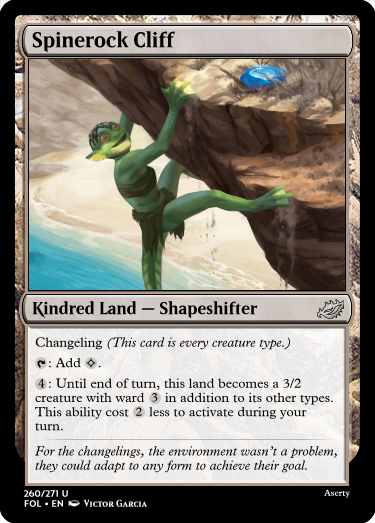 Spinerock Cliff
Kindred Land — Shapeshifter
Changeling (This card is every creature type.)
: Add .
4: Until end of turn, this land becomes a 3/2
creature with ward 3 in addition to its other types.
This ability cost 2 less to activate during your
turn.
For the changelings, the environment wasn't a problem,
they could adapt to any form to achieve their goal.
260/271 U
Aserty
FOL • EN Victor Garcia